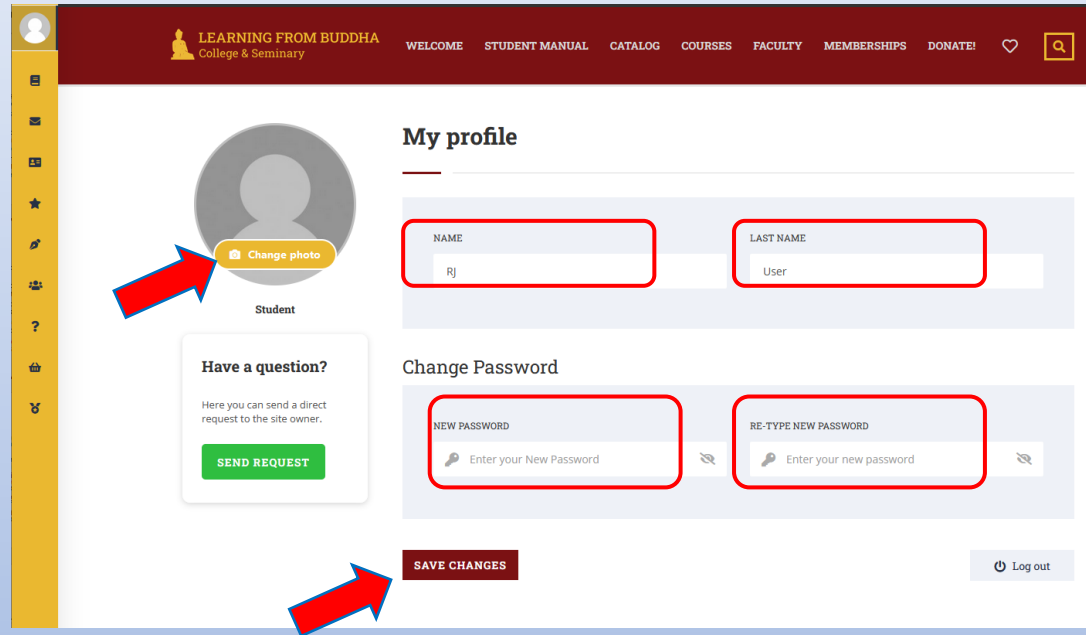 LEARNING FROM BUDDHA
College & Seminary
WELCOME STUDENT MANUAL CATALOG COURSES FACULTY MEMBERSHIPS DONATE!
My profile
Change photo
Student
NAME LAST NAME
RJ User
Have a question?
Here you can send a direct
request to the site owner.
SEND REQUEST
Change Password
NEW PASSWORD RE-TYPE NEW PASSWORD
Enter your New Password Enter your new password
SAVE CHANGES
Log out